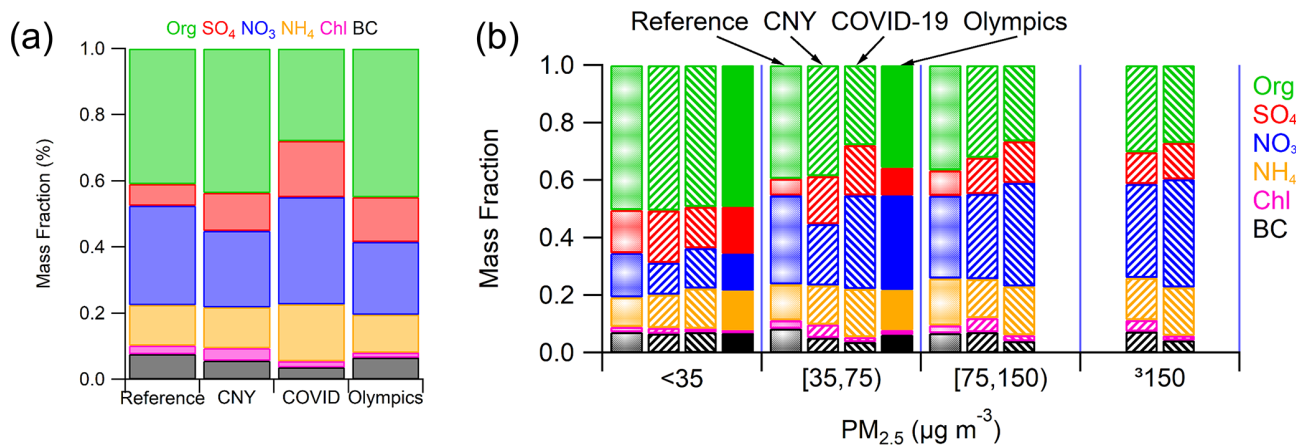 (a)
Org SO₄ NO₃ NH₄ Chl BC
Mass Fraction (%)
1.0
0.8
0.6
0.4
0.2
0.0
Reference CNY COVID Olympics
(b)
Reference CNY COVID-19 Olympics
Mass Fraction
1.0
0.8
0.6
0.4
0.2
0.0
<35 [35,75) [75,150) ³150
PM₂.₅ (µg m⁻³)
Org
SO₄
NO₃
NH₄
Chl
BC